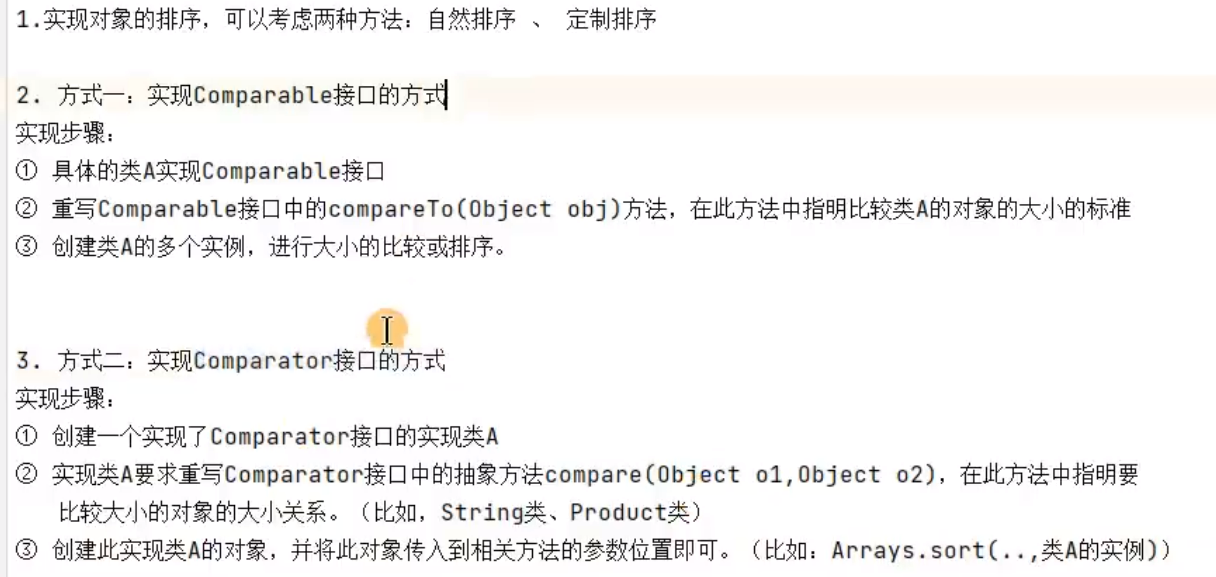 1.实现对象的排序，可以考虑两种方法：自然排序 、 定制排序
2. 方式一：实现Comparable接口的方式
实现步骤：
① 具体的类A实现Comparable接口
② 重写Comparable接口中的compareTo(Object obj)方法，在此方法中指明比较类A的对象的大小的标准
③ 创建类A的多个实例，进行大小的比较或排序。
3. 方式二：实现Comparator接口的方式
实现步骤：
① 创建一个实现了Comparator接口的实现类A
② 实现类A要求重写Comparator接口中的抽象方法compare(Object o1,Object o2)，在此方法中指明要
比较大小的对象的大小关系。（比如，String类、Product类）
③ 创建此实现类A的对象，并将此对象传入到相关方法的参数位置即可。（比如：Arrays.sort(..,类A的实例)）